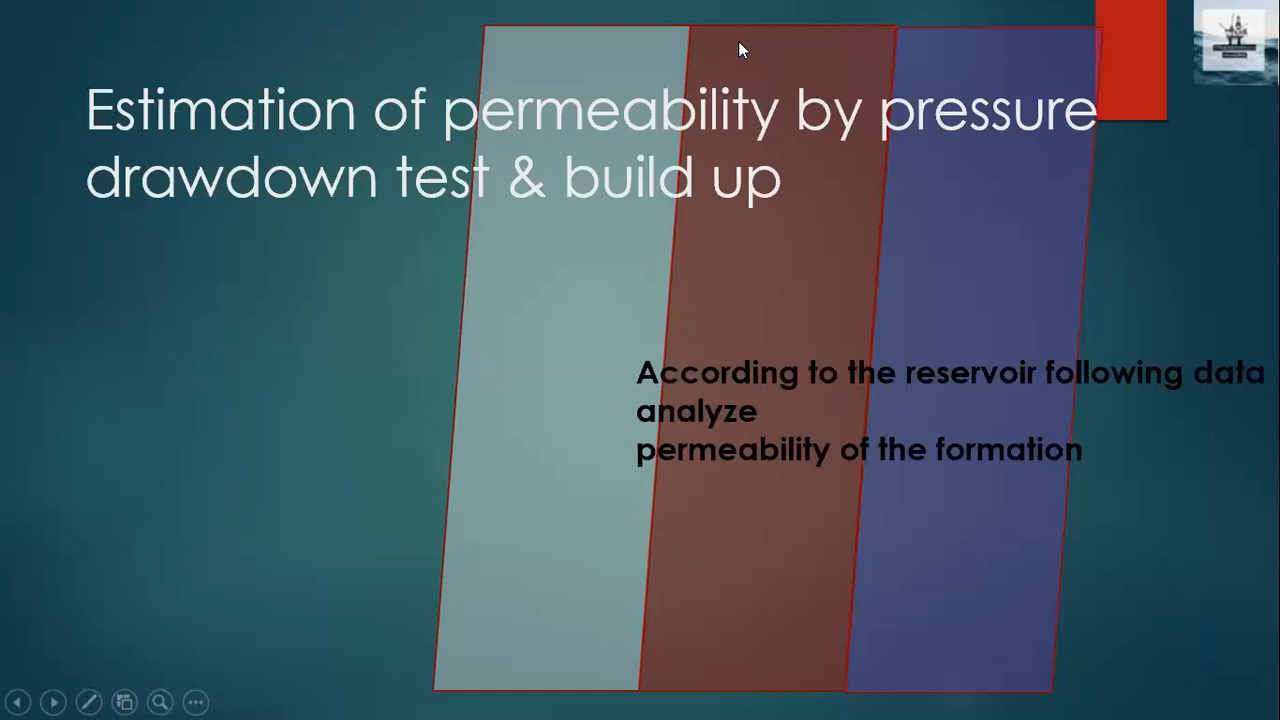 Estimation of permeability by pressure
drawdown test & build up
According to the reservoir following data
analyze
permeability of the formation